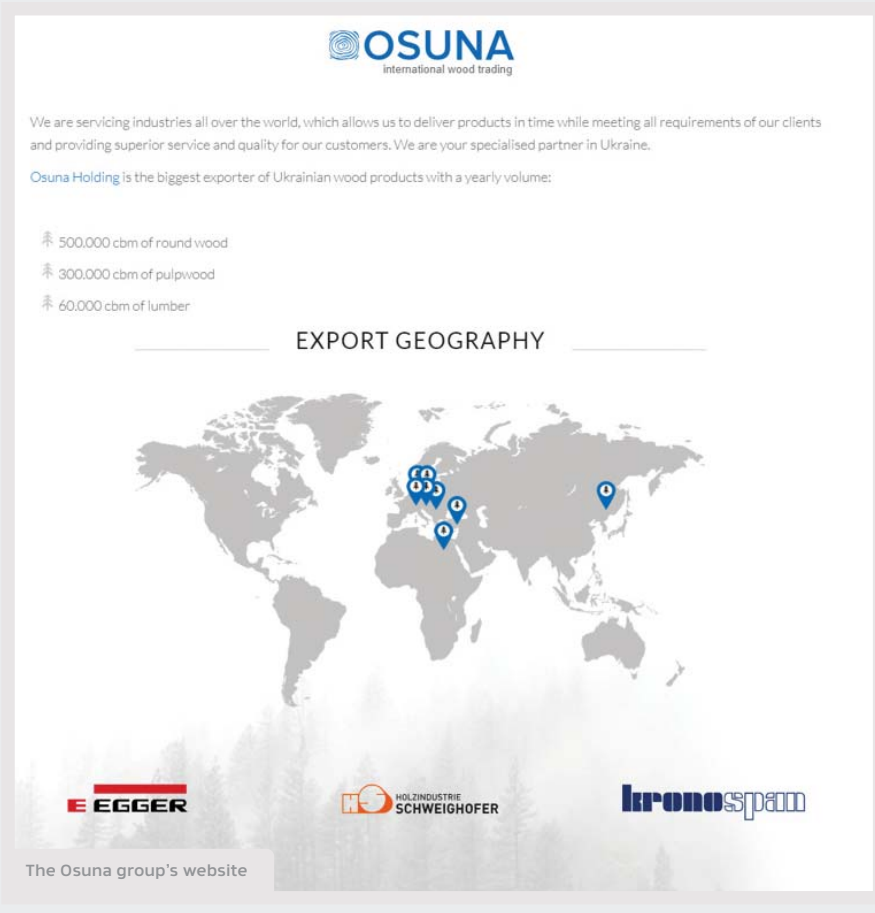 OSUNA
international wood trading
We are servicing industries all over the world, which allows us to deliver products in time while meeting all requirements of our clients
and providing superior service and quality for our customers. We are your specialised partner in Ukraine.
Osuna Holding is the biggest exporter of Ukrainian wood products with a yearly volume:
500.000 cbm of round wood
300.000 cbm of pulpwood
60.000 cbm of lumber
EXPORT GEOGRAPHY
E EGGER
HS HOLZINDUSTRIE
SCHWEIGHOFER
kronospan
The Osuna group's website